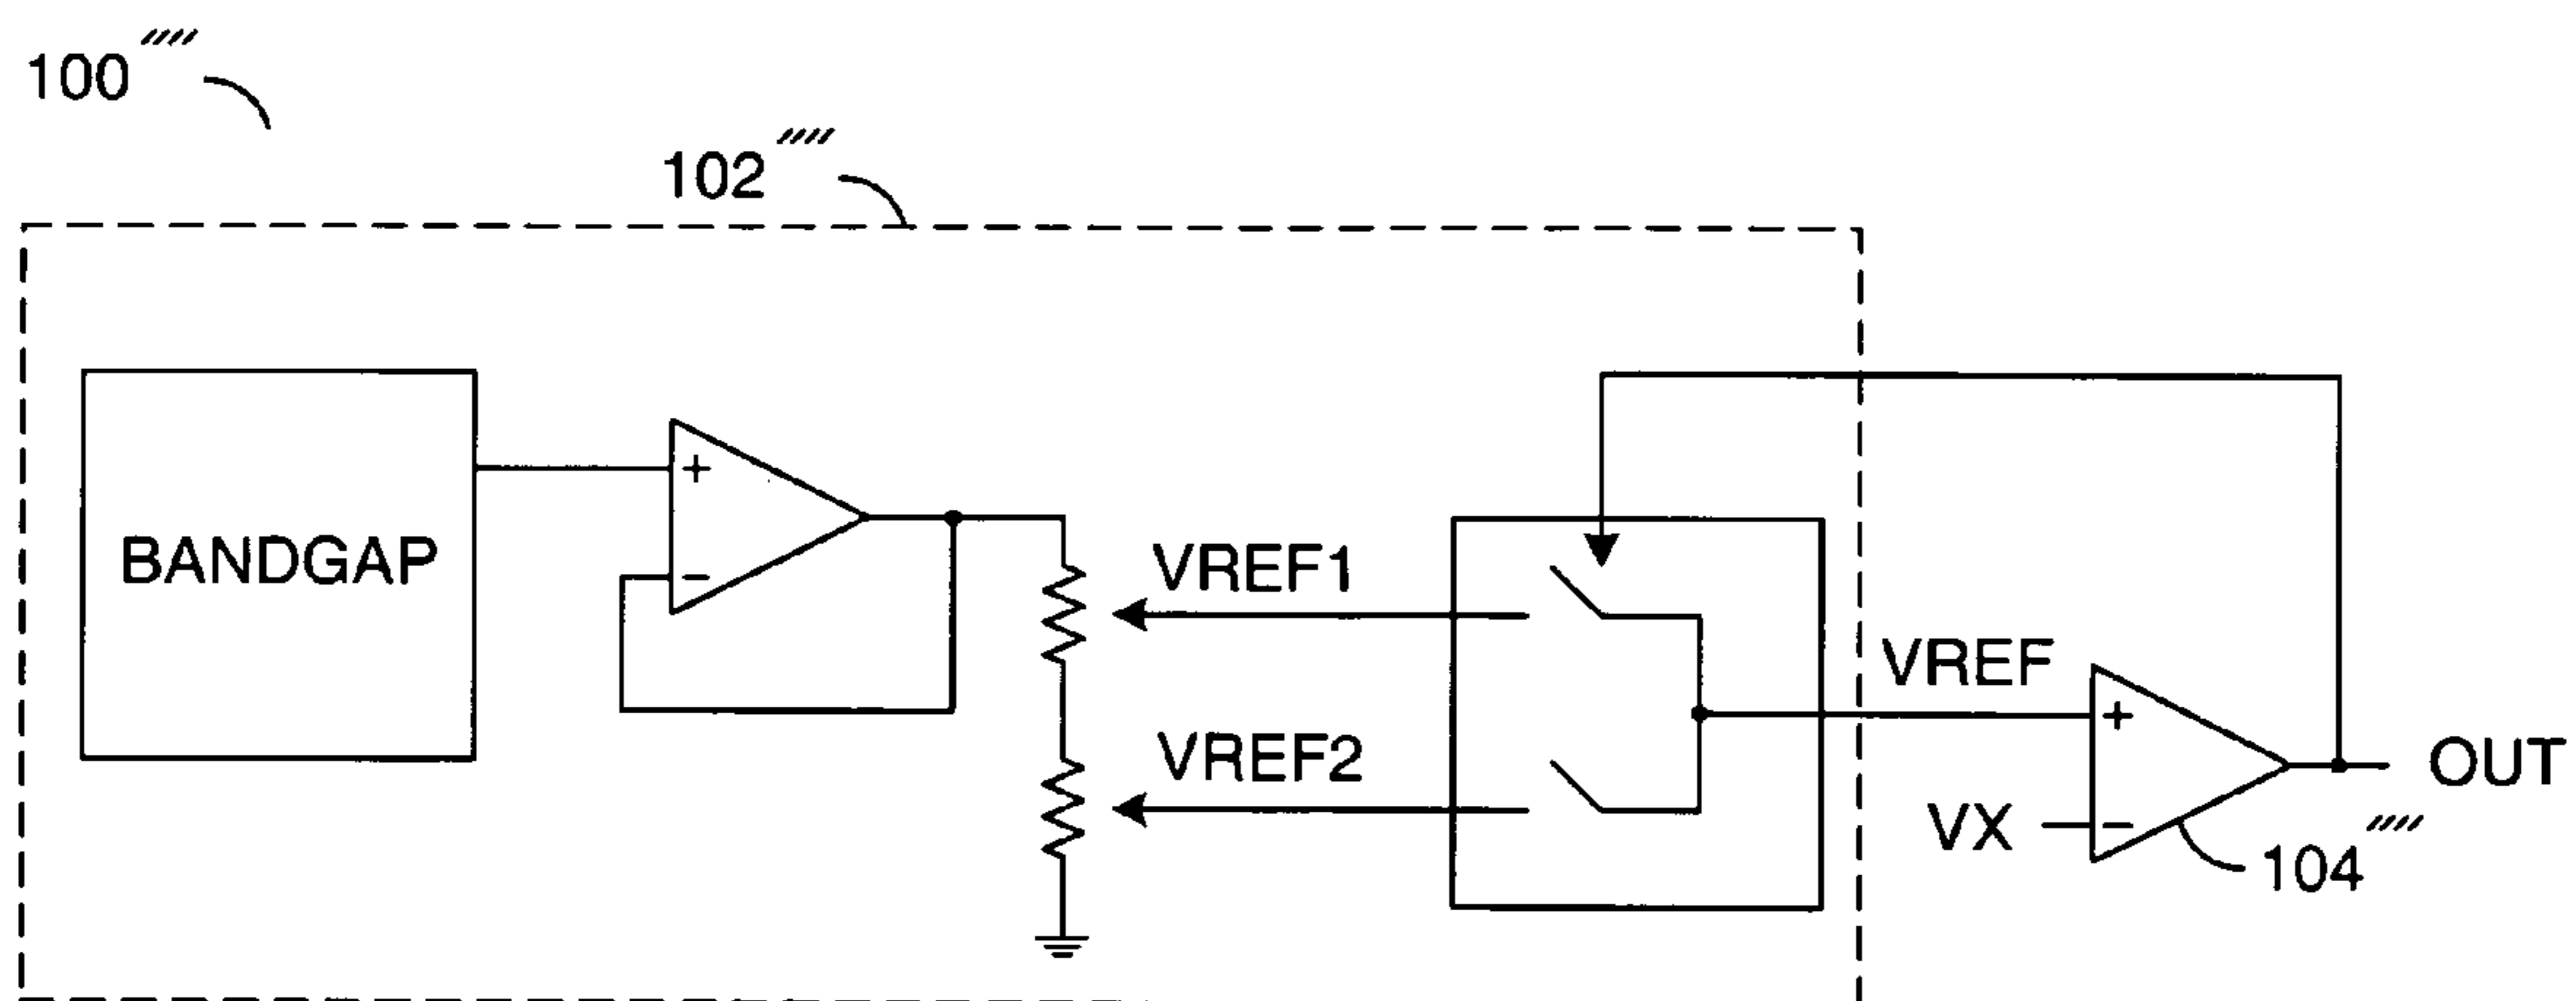 100''''
102''''
BANDGAP
+
−
VREF1
VREF2
VREF
+
VX
−
OUT
104''''